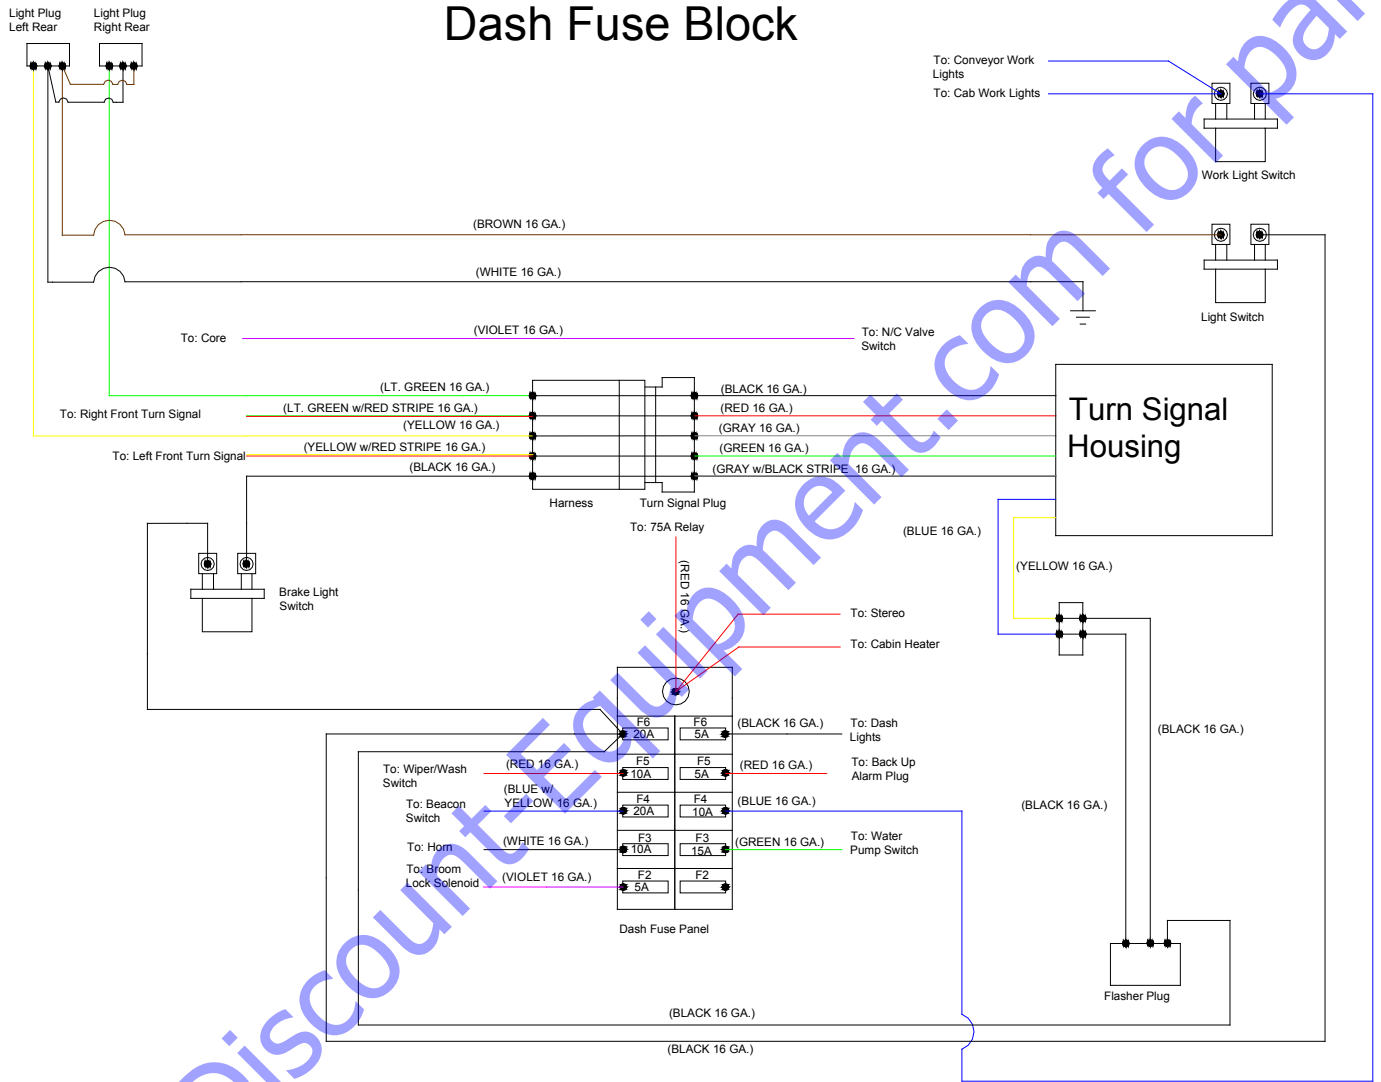 Dash Fuse Block
Light Plug
Left Rear
Light Plug
Right Rear
To: Conveyor Work
Lights
To: Cab Work Lights
Work Light Switch
(BROWN 16 GA.)
(WHITE 16 GA.)
Light Switch
To: Core
(VIOLET 16 GA.)
To: N/C Valve
Switch
(LT. GREEN 16 GA.)
(BLACK 16 GA.)
To: Right Front Turn Signal
(LT. GREEN w/RED STRIPE 16 GA.)
(RED 16 GA.)
(YELLOW 16 GA.)
(GRAY 16 GA.)
To: Left Front Turn Signal
(YELLOW w/RED STRIPE 16 GA.)
(GREEN 16 GA.)
(BLACK 16 GA.)
(GRAY w/BLACK STRIPE 16 GA.)
Turn Signal
Housing
Harness
Turn Signal Plug
To: 75A Relay
(RED 16 GA.)
(BLUE 16 GA.)
(YELLOW 16 GA.)
Brake Light
Switch
To: Stereo
To: Cabin Heater
F6
20A
F6
5A
(BLACK 16 GA.)
To: Dash
Lights
(BLACK 16 GA.)
To: Wiper/Wash
Switch
(RED 16 GA.)
F5
10A
F5
5A
(RED 16 GA.)
To: Back Up
Alarm Plug
To: Beacon
Switch
(BLUE w/
YELLOW 16 GA.)
F4
20A
F4
10A
(BLUE 16 GA.)
(BLACK 16 GA.)
To: Horn
(WHITE 16 GA.)
F3
10A
F3
15A
(GREEN 16 GA.)
To: Water
Pump Switch
To: Broom
Lock Solenoid
(VIOLET 16 GA.)
F2
5A
F2
Dash Fuse Panel
Flasher Plug
(BLACK 16 GA.)
(BLACK 16 GA.)
Discount-Equipment.com for par